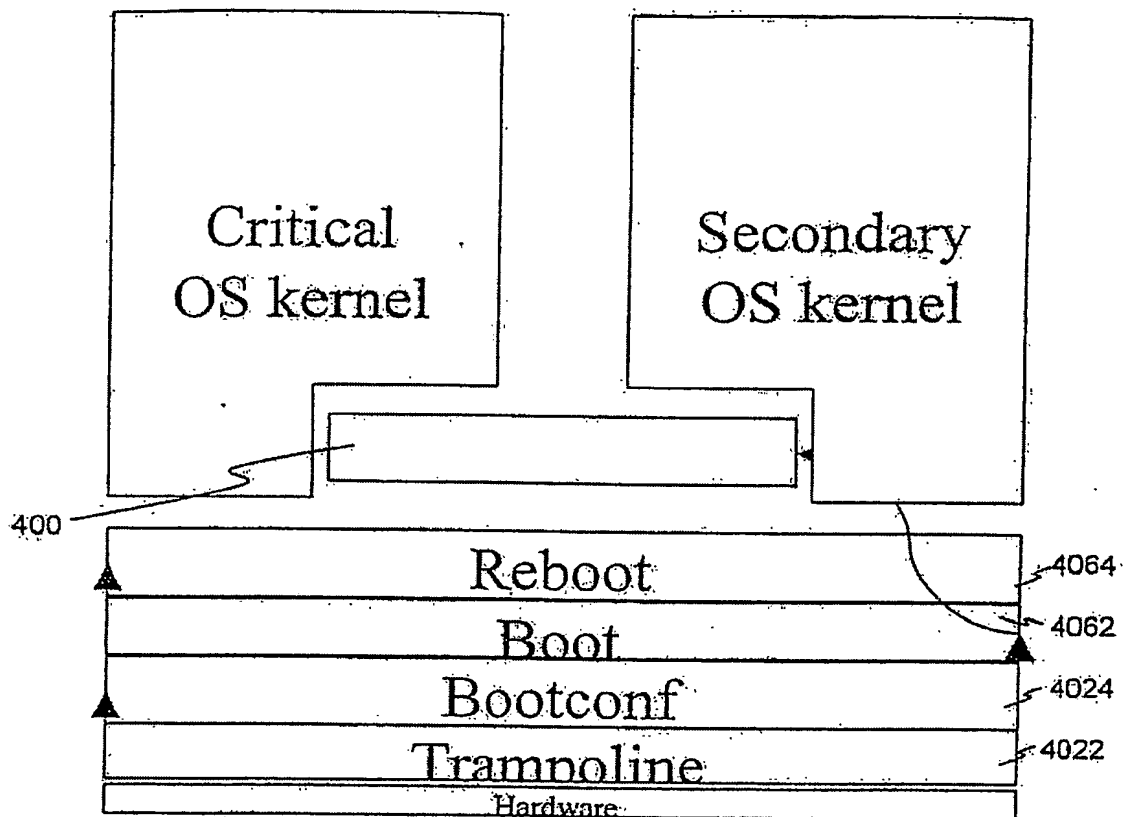 Critical
OS kernel
Secondary
OS kernel
400
Reboot
4064
Boot
4062
Bootconf
4024
Trampoline
4022
Hardware